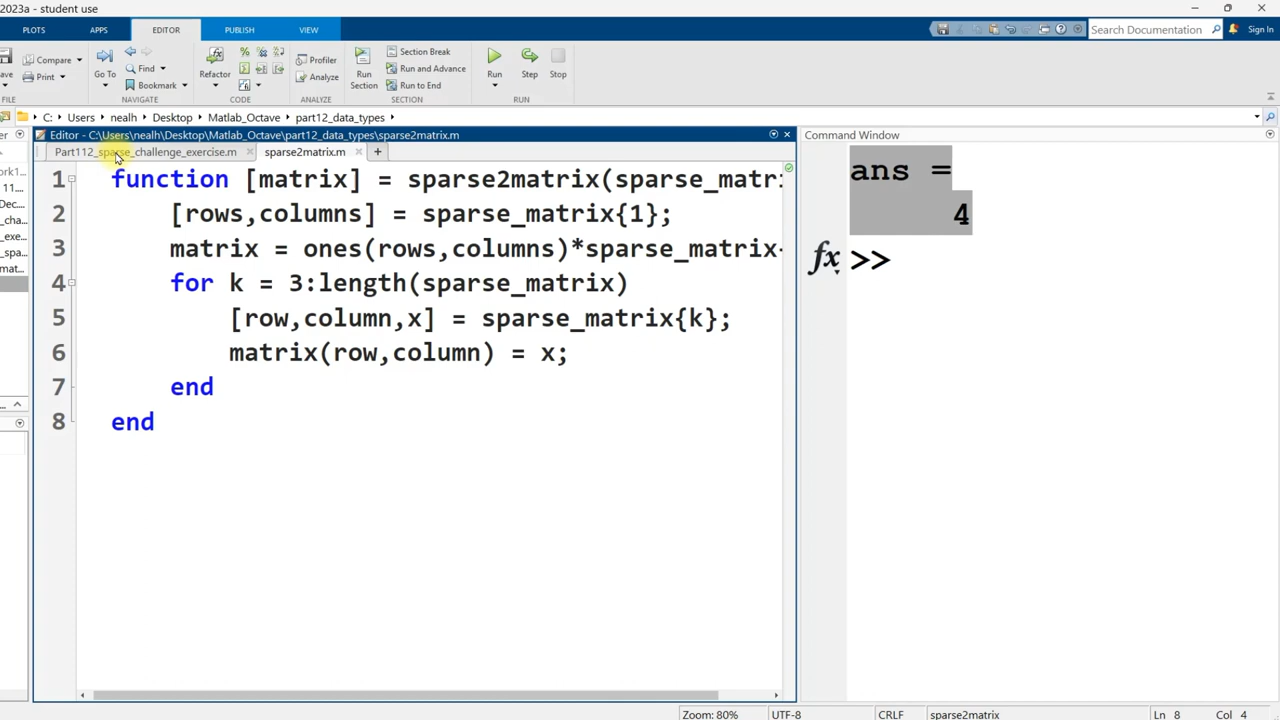 2023a - student use
PLOTS APPS EDITOR PUBLISH VIEW
Search Documentation Sign In
Compare
Print
FILE
Go To
Find
Bookmark
NAVIGATE
Refactor
CODE
Profiler
Analyze
ANALYZE
Run Section
Section Break
Run and Advance
Run to End
SECTION
Run Step Stop
RUN
C: Users nealh Desktop Matlab_Octave part12_data_types
Editor - C:\Users\nealh\Desktop\Matlab_Octave\part12_data_types\sparse2matrix.m
Part112_sparse_challenge_exercise.m sparse2matrix.m +
1 function [matrix] = sparse2matrix(sparse_matr
2 [rows,columns] = sparse_matrix{1};
3 matrix = ones(rows,columns)*sparse_matrix
4 for k = 3:length(sparse_matrix)
5 [row,column,x] = sparse_matrix{k};
6 matrix(row,column) = x;
7 end
8 end
Command Window
ans =
4
fx >>
Zoom: 80% UTF-8 CRLF sparse2matrix Ln 8 Col 4